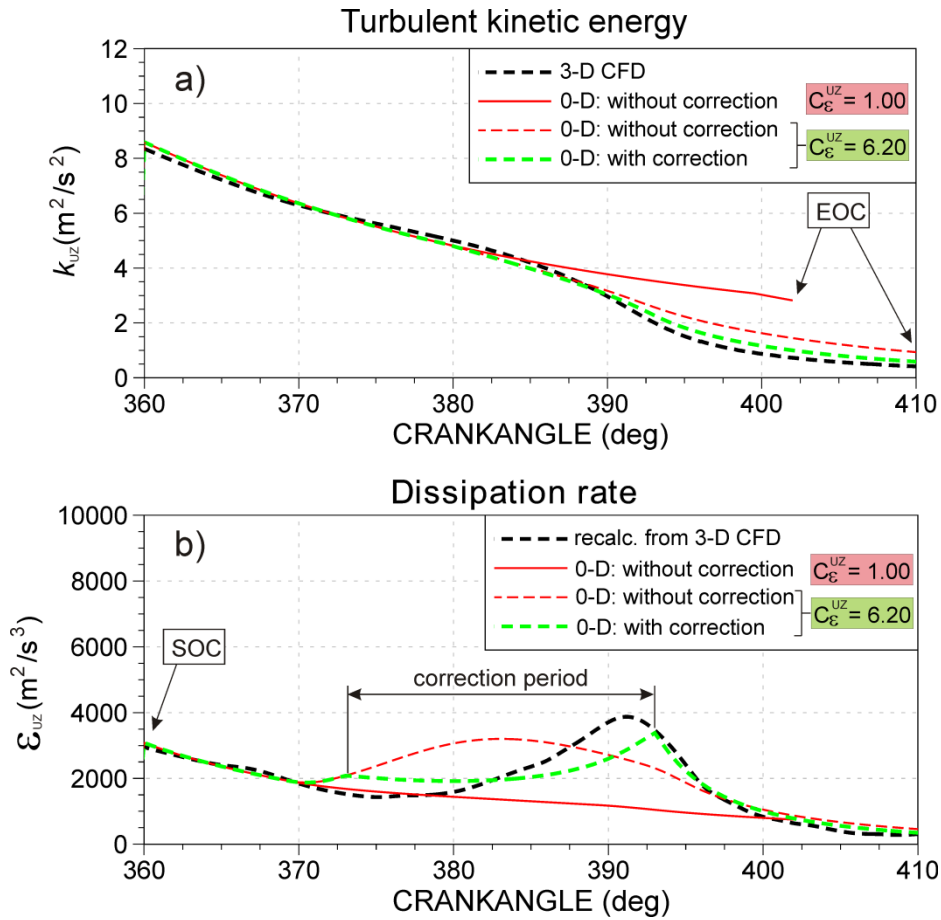 Turbulent kinetic energy
a)
3-D CFD
0-D: without correction
C_ε^UZ = 1.00
0-D: without correction
0-D: with correction
C_ε^UZ = 6.20
EOC
12
10
8
6
4
2
0
k_UZ (m²/s²)
360 370 380 390 400 410
CRANKANGLE (deg)
Dissipation rate
b)
recalc. from 3-D CFD
0-D: without correction
C_ε^UZ = 1.00
0-D: without correction
0-D: with correction
C_ε^UZ = 6.20
SOC
correction period
10000
8000
6000
4000
2000
0
ε_UZ (m²/s³)
360 370 380 390 400 410
CRANKANGLE (deg)